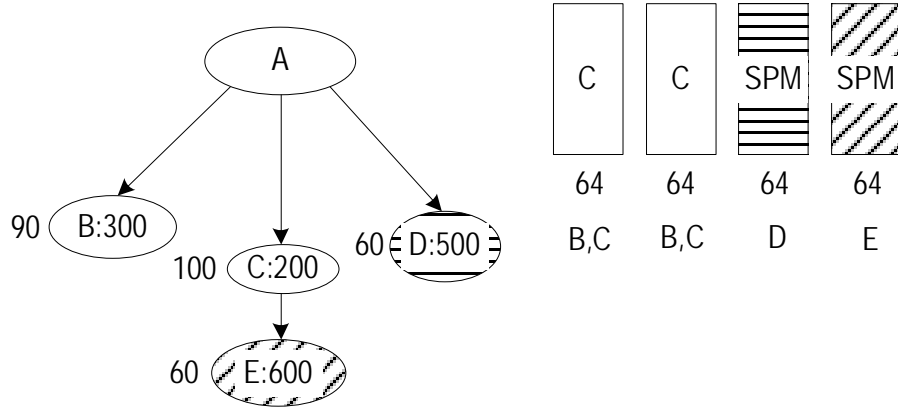 A
90 B:300
100 C:200
60 D:500
60 E:600
C C SPM SPM
64 64 64 64
B,C B,C D E